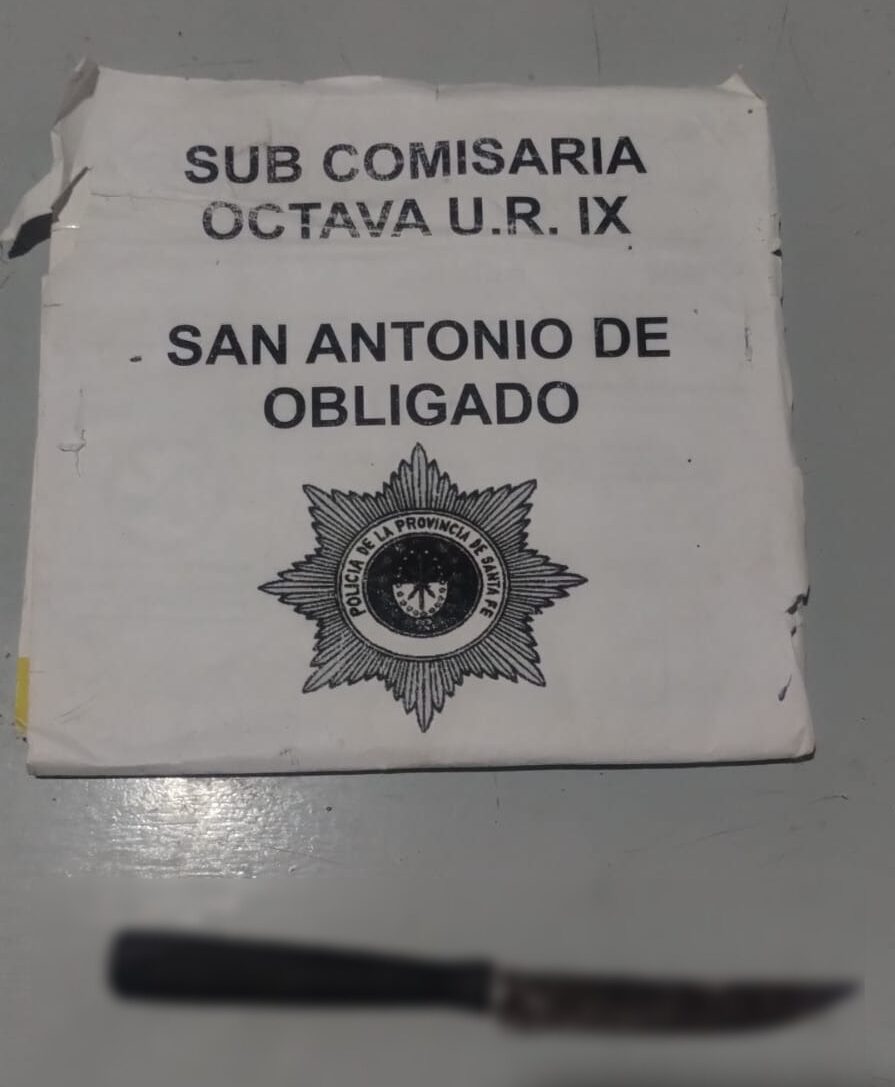 SUB COMISARIA
OCTAVA U.R. IX
SAN ANTONIO DE
OBLIGADO
POLICIA DE LA PROVINCIA DE SANTA FE